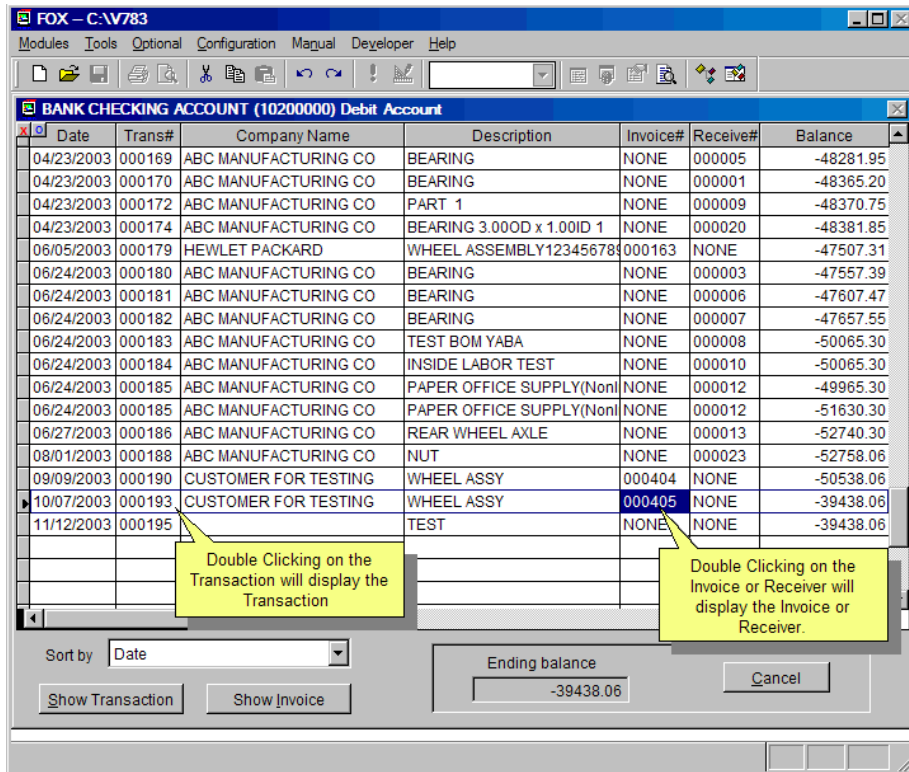 FOX – C:\V783
Modules Tools Optional Configuration Manual Developer Help
BANK CHECKING ACCOUNT (10200000) Debit Account
X O Date Trans# Company Name Description Invoice# Receive# Balance
04/23/2003 000169 ABC MANUFACTURING CO BEARING NONE 000005 -48281.95
04/23/2003 000170 ABC MANUFACTURING CO BEARING NONE 000001 -48365.20
04/23/2003 000172 ABC MANUFACTURING CO PART 1 NONE 000009 -48370.75
04/23/2003 000174 ABC MANUFACTURING CO BEARING 3.00OD x 1.00ID 1 NONE 000020 -48381.85
06/05/2003 000179 HEWLET PACKARD WHEEL ASSEMBLY12345678 000163 NONE -47507.31
06/24/2003 000180 ABC MANUFACTURING CO BEARING NONE 000003 -47557.39
06/24/2003 000181 ABC MANUFACTURING CO BEARING NONE 000006 -47607.47
06/24/2003 000182 ABC MANUFACTURING CO BEARING NONE 000007 -47657.55
06/24/2003 000183 ABC MANUFACTURING CO TEST BOM YABA NONE 000008 -50065.30
06/24/2003 000184 ABC MANUFACTURING CO INSIDE LABOR TEST NONE 000010 -50065.30
06/24/2003 000185 ABC MANUFACTURING CO PAPER OFFICE SUPPLY(NonI NONE 000012 -49965.30
06/24/2003 000185 ABC MANUFACTURING CO PAPER OFFICE SUPPLY(NonI NONE 000012 -51630.30
06/27/2003 000186 ABC MANUFACTURING CO REAR WHEEL AXLE NONE 000013 -52740.30
08/01/2003 000188 ABC MANUFACTURING CO NUT NONE 000023 -52758.06
09/09/2003 000190 CUSTOMER FOR TESTING WHEEL ASSY 000404 NONE -50538.06
10/07/2003 000193 CUSTOMER FOR TESTING WHEEL ASSY 000405 NONE -39438.06
11/12/2003 000195 TEST NONE NONE -39438.06
Double Clicking on the
Transaction will display the
Transaction
Double Clicking on the
Invoice or Receiver will
display the Invoice or
Receiver.
Sort by Date
Ending balance
-39438.06
Cancel
Show Transaction Show Invoice